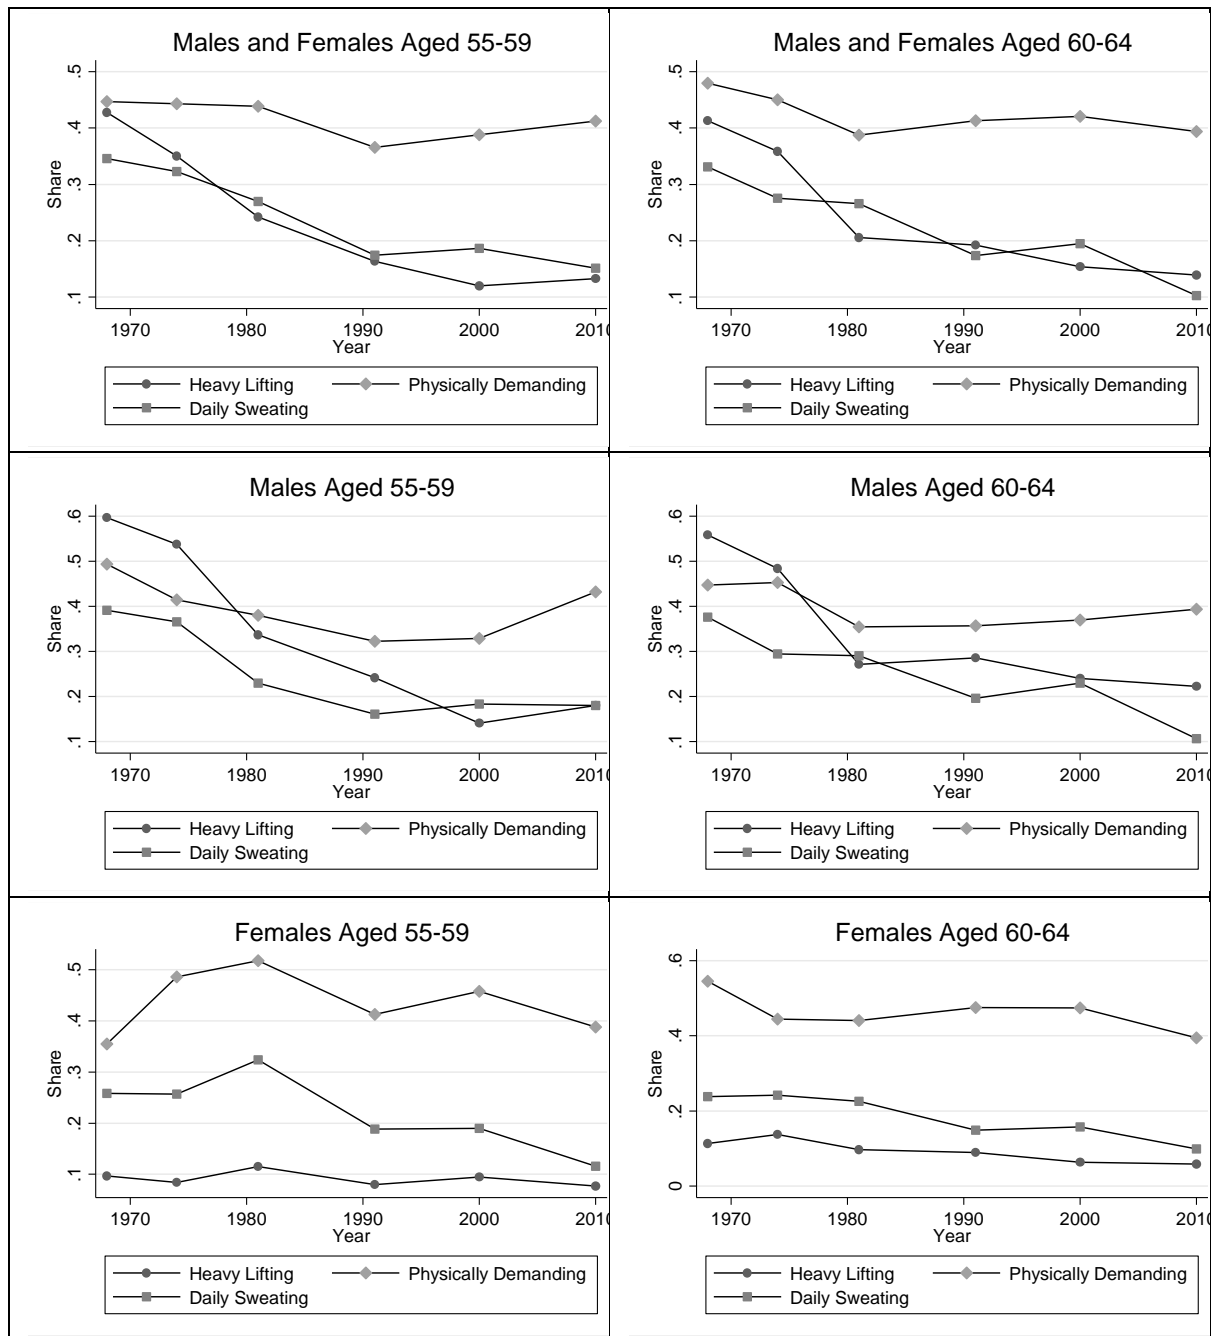 Males and Females Aged 55-59
.5
.4
.3
.2
.1
Share
1970 1980 1990 2000 2010
Year
Heavy Lifting Physically Demanding
Daily Sweating
Males and Females Aged 60-64
.5
.4
.3
.2
.1
Share
1970 1980 1990 2000 2010
Year
Heavy Lifting Physically Demanding
Daily Sweating
Males Aged 55-59
.6
.5
.4
.3
.2
.1
Share
1970 1980 1990 2000 2010
Year
Heavy Lifting Physically Demanding
Daily Sweating
Males Aged 60-64
.6
.5
.4
.3
.2
.1
Share
1970 1980 1990 2000 2010
Year
Heavy Lifting Physically Demanding
Daily Sweating
Females Aged 55-59
.5
.4
.3
.2
.1
Share
1970 1980 1990 2000 2010
Year
Heavy Lifting Physically Demanding
Daily Sweating
Females Aged 60-64
.6
.4
.2
0
Share
1970 1980 1990 2000 2010
Year
Heavy Lifting Physically Demanding
Daily Sweating